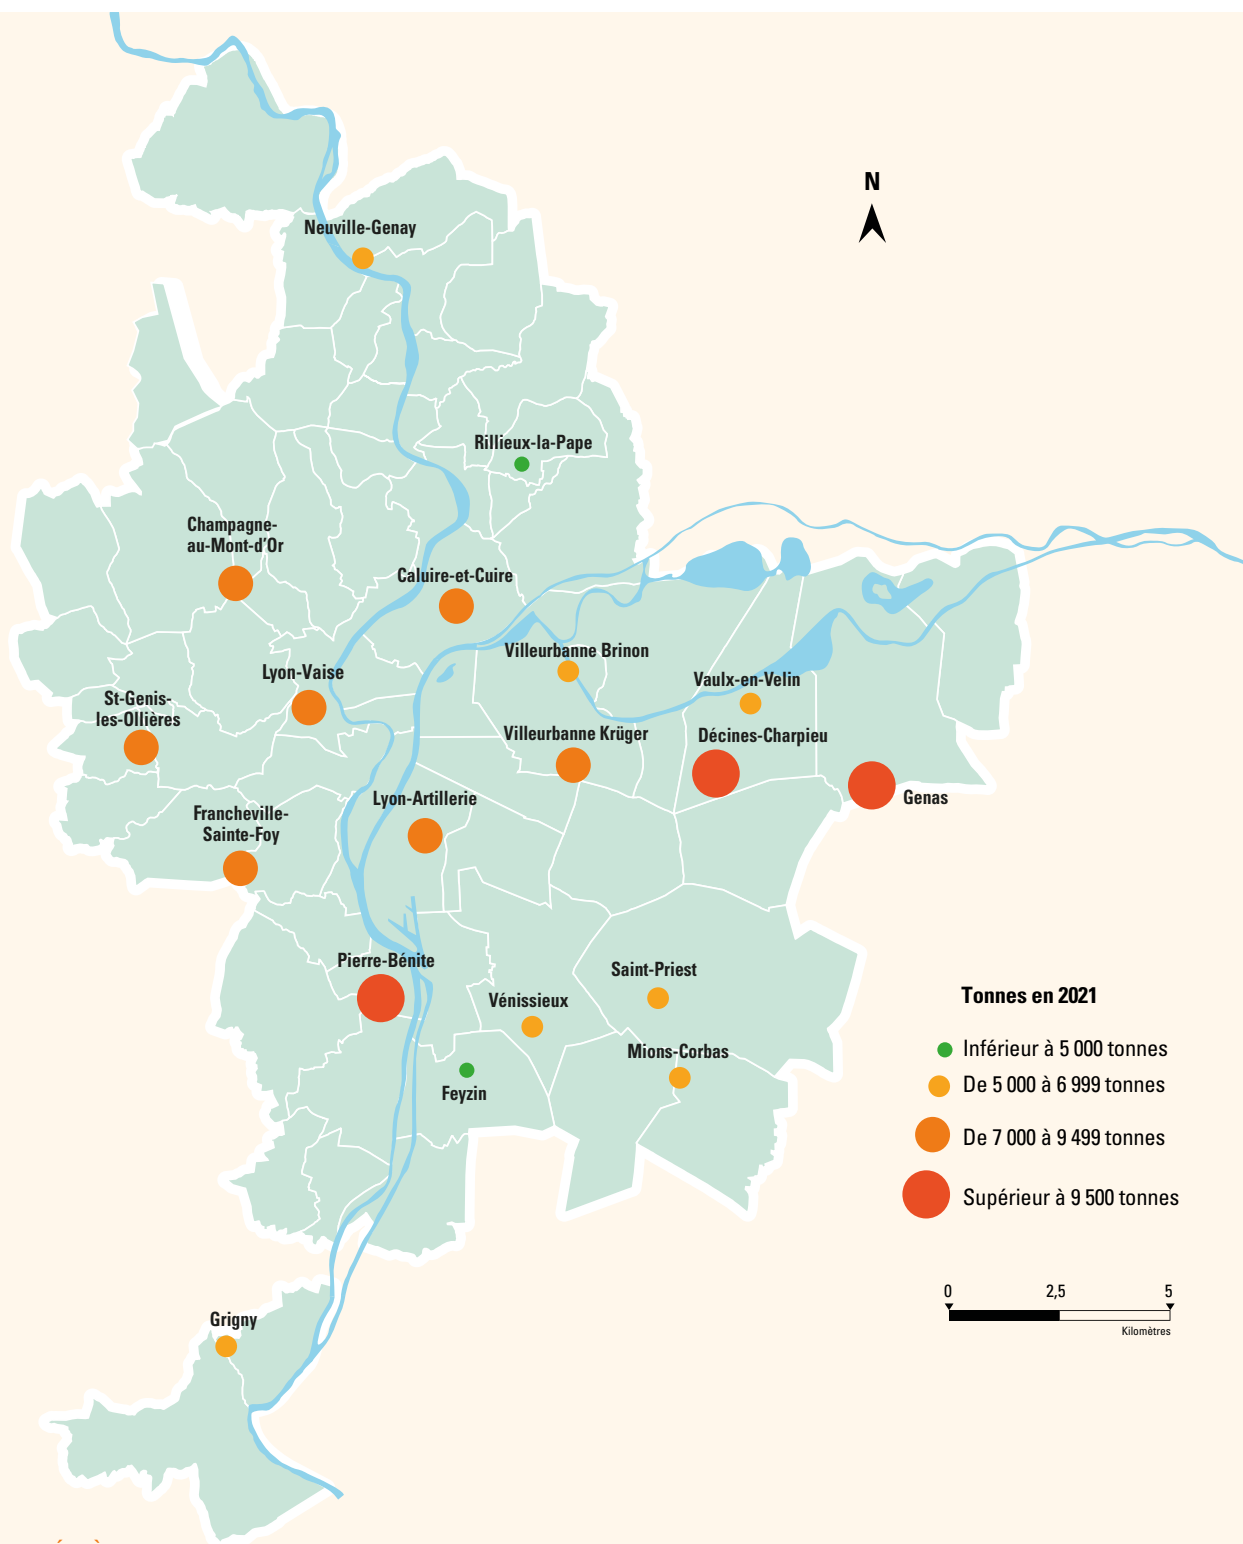 N
Neuville-Genay
Rillieux-la-Pape
Champagne-
au-Mont-d'Or
Caluire-et-Cuire
Villeurbanne Brinon
Lyon-Vaise
Vaulx-en-Velin
St-Genis-
les-Ollières
Villeurbanne Krüger
Décines-Charpieu
Genas
Lyon-Artillerie
Francheville-
Sainte-Foy
Pierre-Bénite
Saint-Priest
Vénissieux
Mions-Corbas
Feyzin
Grigny
Tonnes en 2021
Inférieur à 5 000 tonnes
De 5 000 à 6 999 tonnes
De 7 000 à 9 499 tonnes
Supérieur à 9 500 tonnes
0 2,5 5
Kilomètres